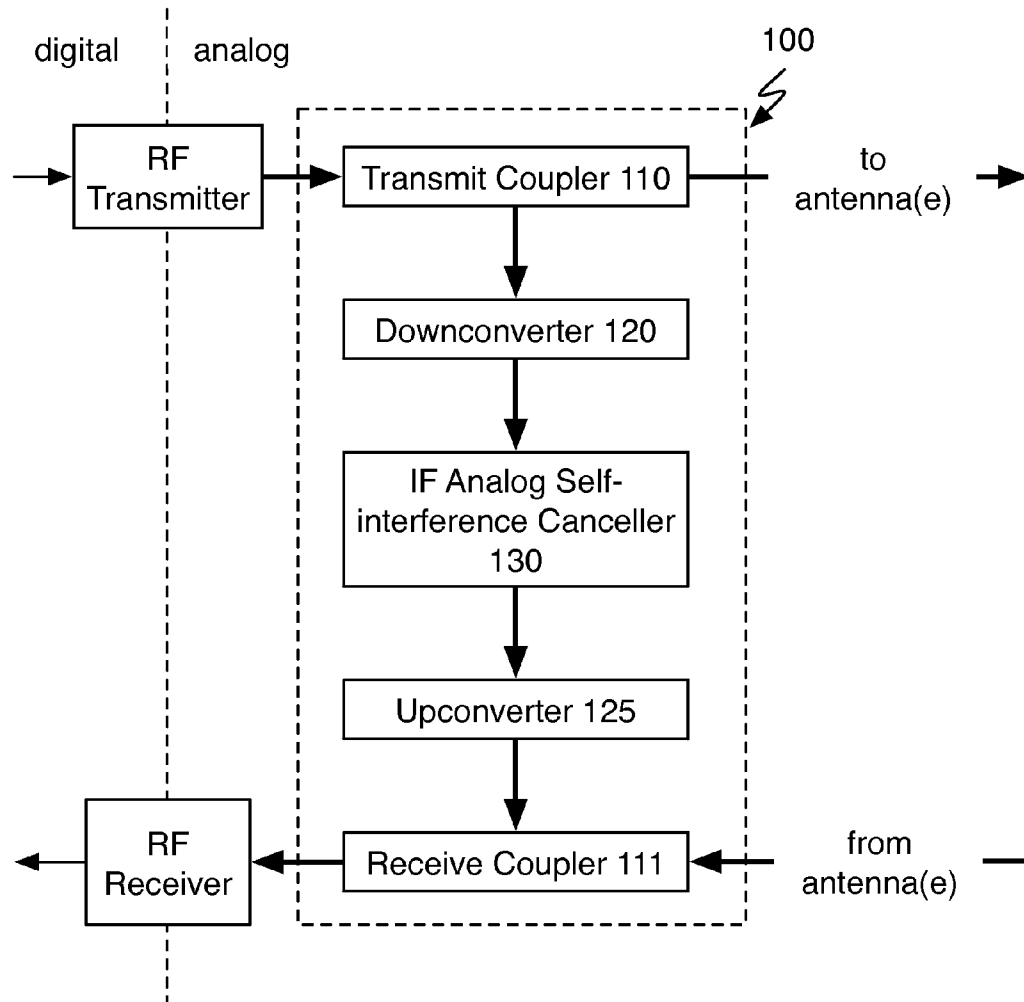 digital
analog
100
RF
Transmitter
Transmit Coupler 110
to
antenna(e)
Downconverter 120
IF Analog Self-
interference Canceller
130
Upconverter 125
RF
Receiver
Receive Coupler 111
from
antenna(e)